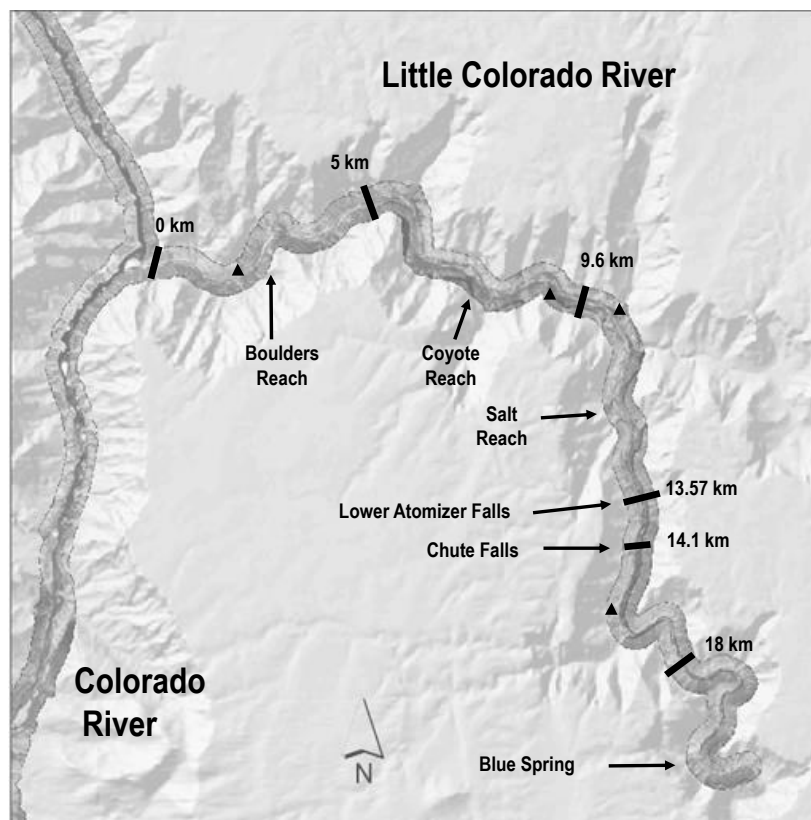 Little Colorado River
5 km
0 km
9.6 km
Boulders
Reach
Coyote
Reach
Salt
Reach
13.57 km
Lower Atomizer Falls
Chute Falls
14.1 km
18 km
Colorado
River
N
Blue Spring